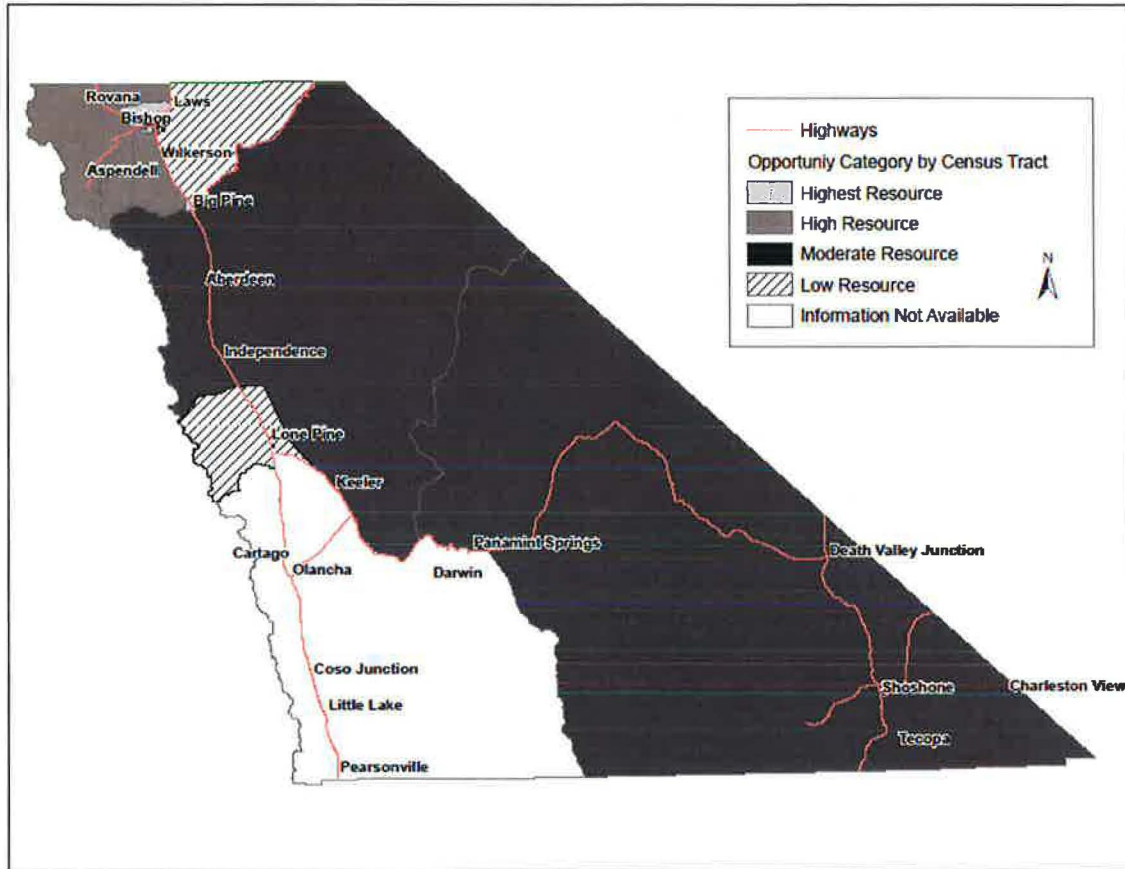 Rovana
Laws
Bishop
Wilkerson
Aspendell
Big Pine
Aberdeen
Independence
Lone Pine
Keeler
Cartago
Olancha
Panamint Springs
Darwin
Death Valley Junction
Coso Junction
Little Lake
Shoshone
Charleston View
Tecopa
Pearsonville
Highways
Opportuniy Category by Census Tract
Highest Resource
High Resource
Moderate Resource
Low Resource
Information Not Available
N